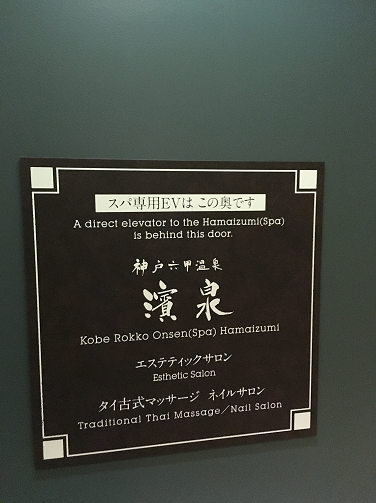 スパ専用EVは この奥です
A direct elevator to the Hamaizumi(Spa)
is behind this door.
神戸六甲温泉
濱泉
Kobe Rokko Onsen(Spa) Hamaizumi
エステティックサロン
Esthetic Salon
タイ古式マッサージ ネイルサロン
Traditional Thai Massage／Nail Salon